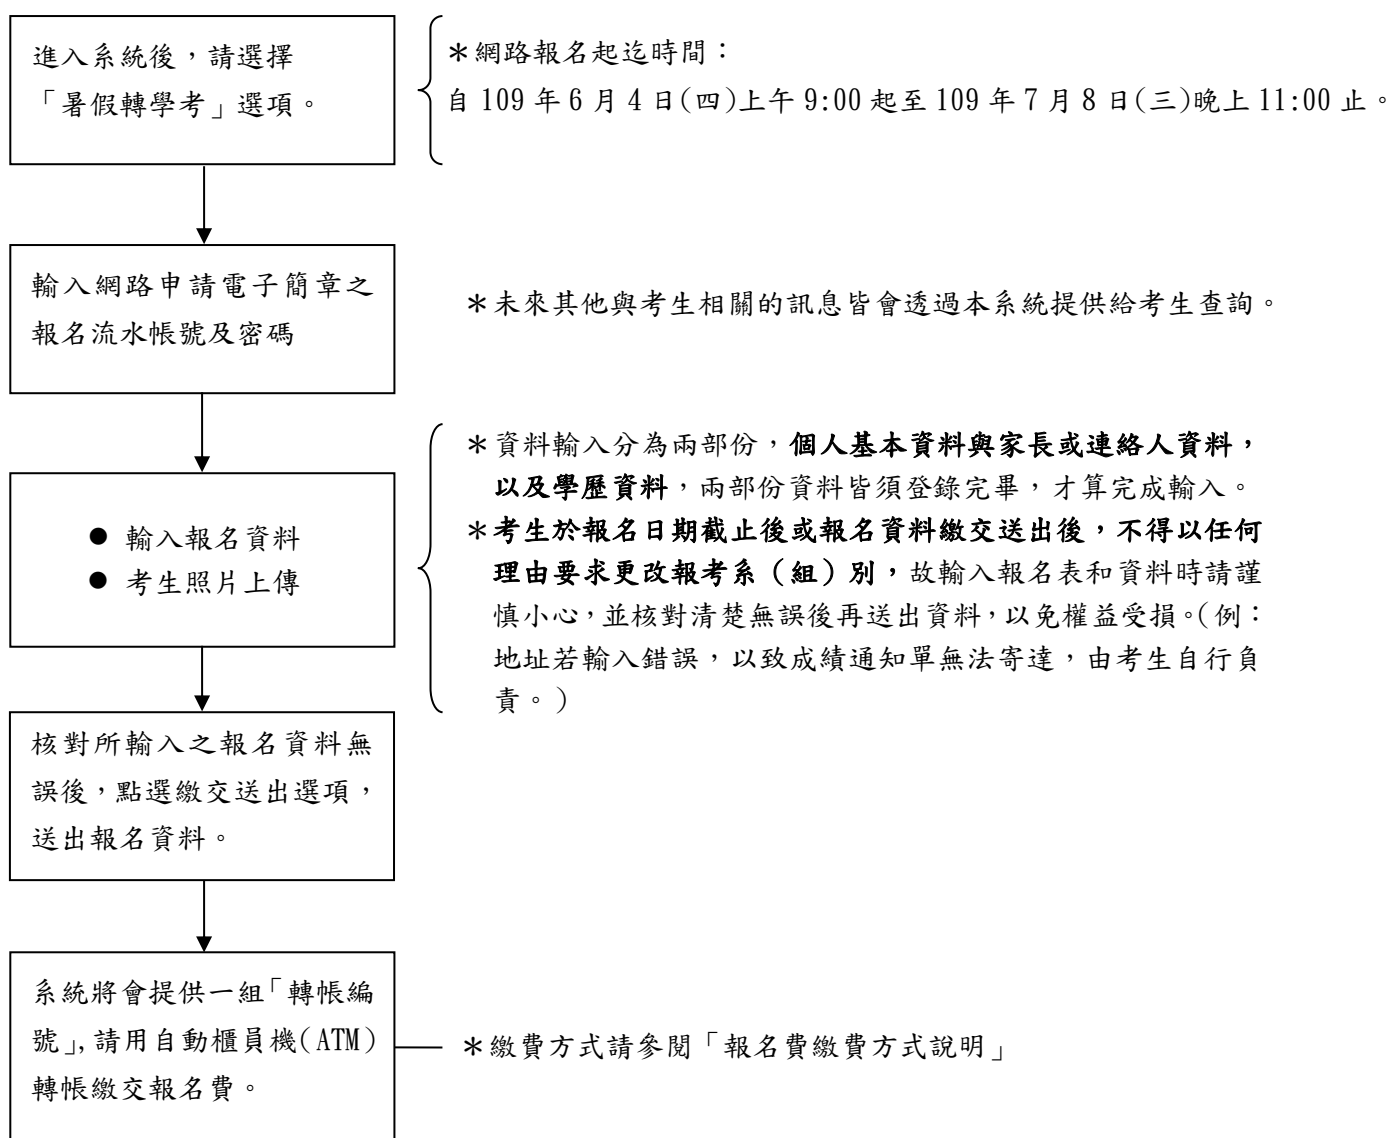 進入系統後，請選擇
「暑假轉學考」選項。
＊網路報名起迄時間：
自 109 年 6 月 4 日(四)上午 9:00 起至 109 年 7 月 8 日(三)晚上 11:00 止。
輸入網路申請電子簡章之
報名流水帳號及密碼
＊未來其他與考生相關的訊息皆會透過本系統提供給考生查詢。
● 輸入報名資料
● 考生照片上傳
＊資料輸入分為兩部份，個人基本資料與家長或連絡人資料，
以及學歷資料，兩部份資料皆須登錄完畢，才算完成輸入。
＊考生於報名日期截止後或報名資料繳交送出後，不得以任何
理由要求更改報考系（組）別，故輸入報名表和資料時請謹
慎小心，並核對清楚無誤後再送出資料，以免權益受損。(例：
地址若輸入錯誤，以致成績通知單無法寄達，由考生自行負
責。)
核對所輸入之報名資料無
誤後，點選繳交送出選項，
送出報名資料。
系統將會提供一組「轉帳編
號」,請用自動櫃員機(ATM)
轉帳繳交報名費。
＊繳費方式請參閱「報名費繳費方式說明」